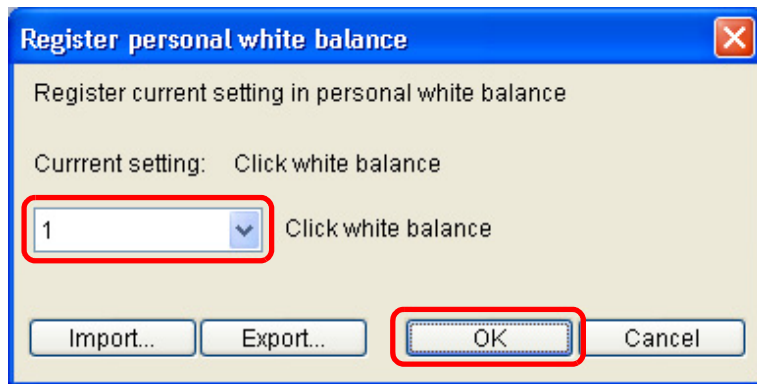 Register personal white balance
Register current setting in personal white balance
Currrent setting: Click white balance
1 Click white balance
Import... Export... OK Cancel